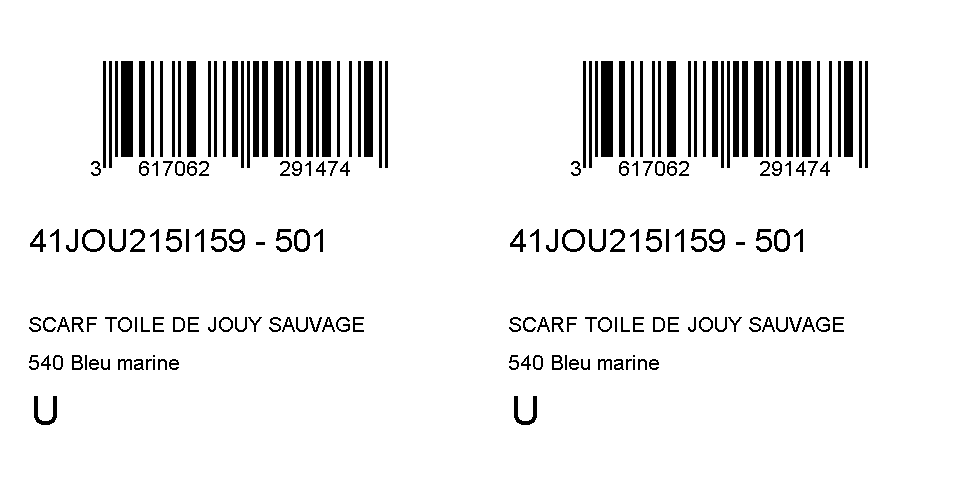 3 617062 291474
41JOU215I159 - 501
SCARF TOILE DE JOUY SAUVAGE
540 Bleu marine
U
3 617062 291474
41JOU215I159 - 501
SCARF TOILE DE JOUY SAUVAGE
540 Bleu marine
U